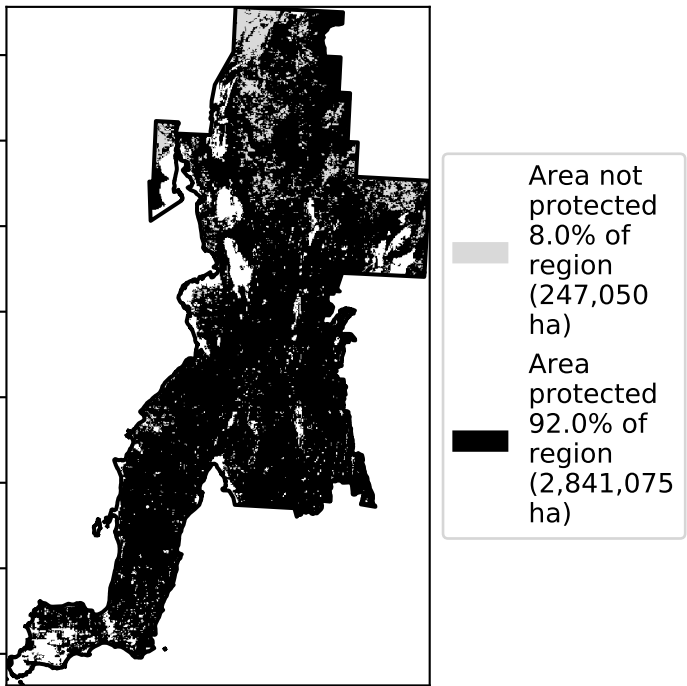 Area not
protected
8.0% of
region
(247,050
ha)
Area
protected
92.0% of
region
(2,841,075
ha)